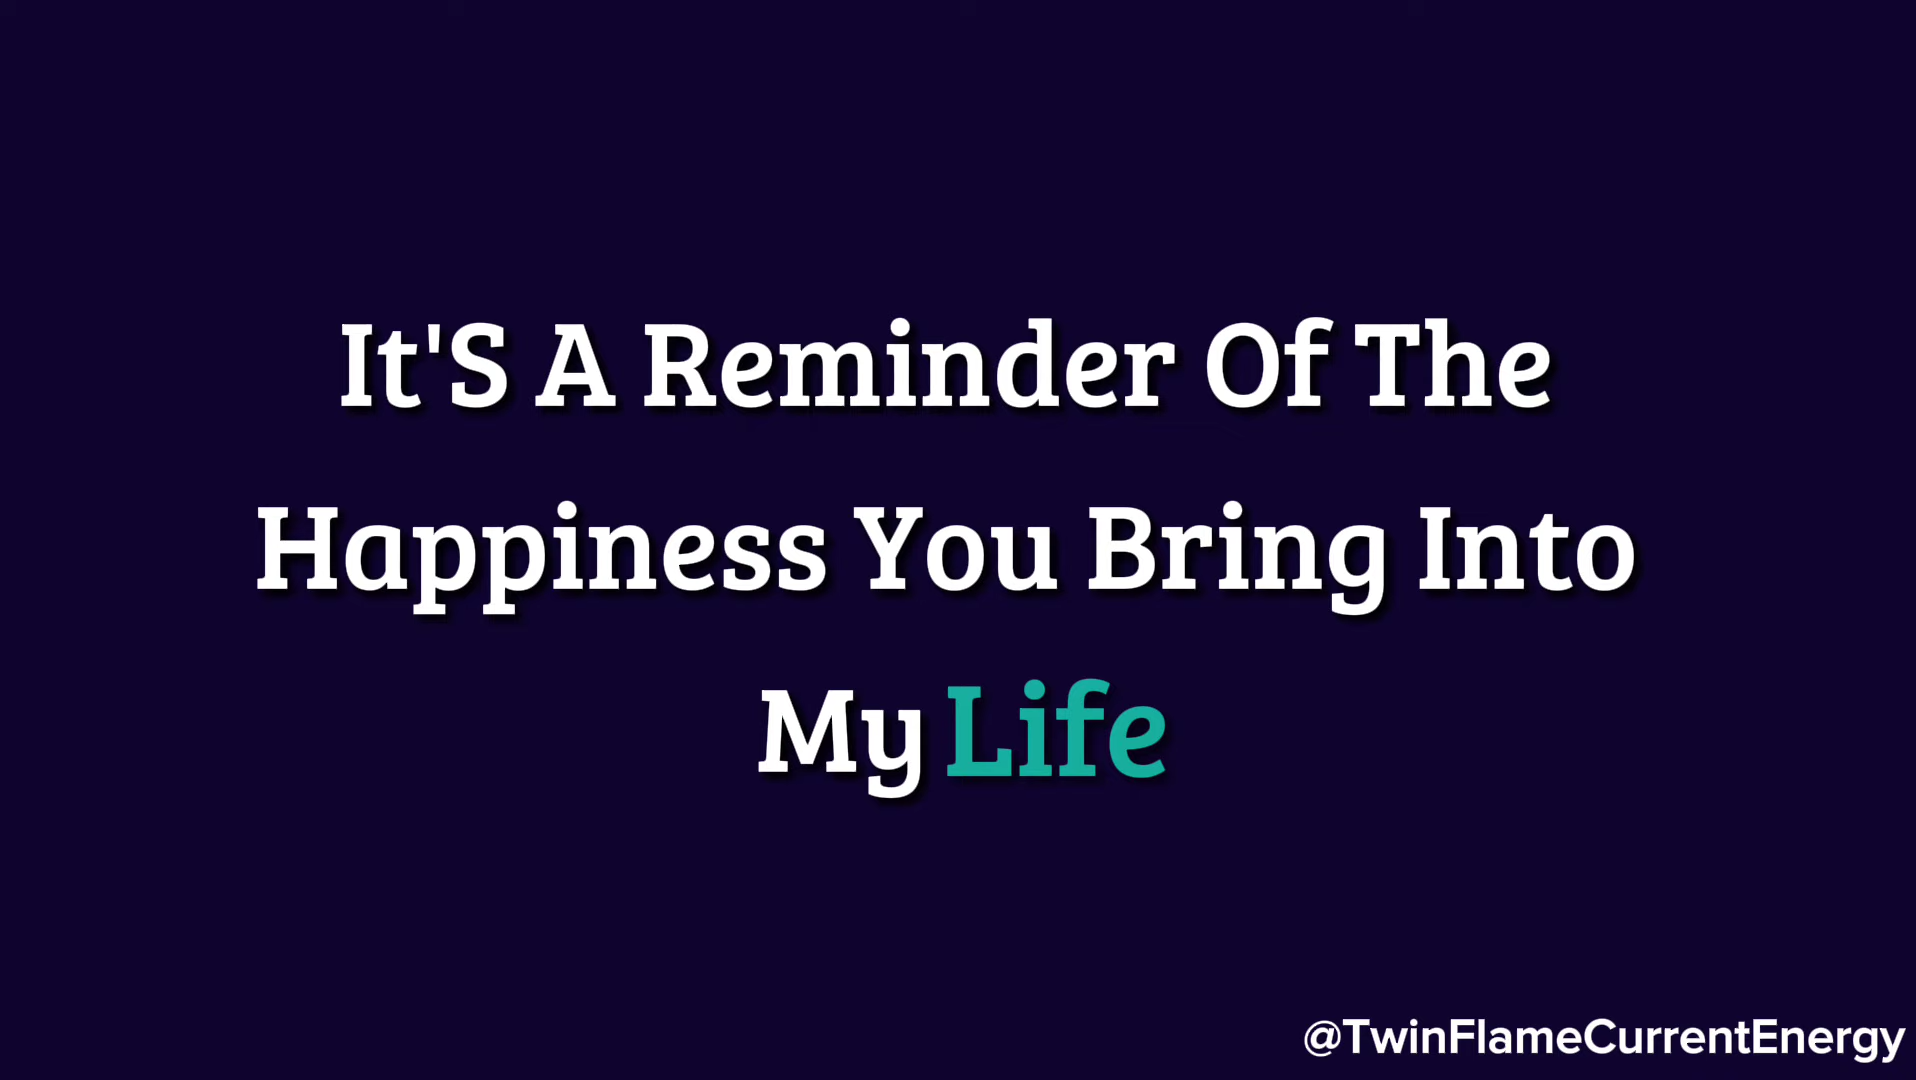 It'S A Reminder Of The
Happiness You Bring Into
My Life
@TwinFlameCurrentEnergy